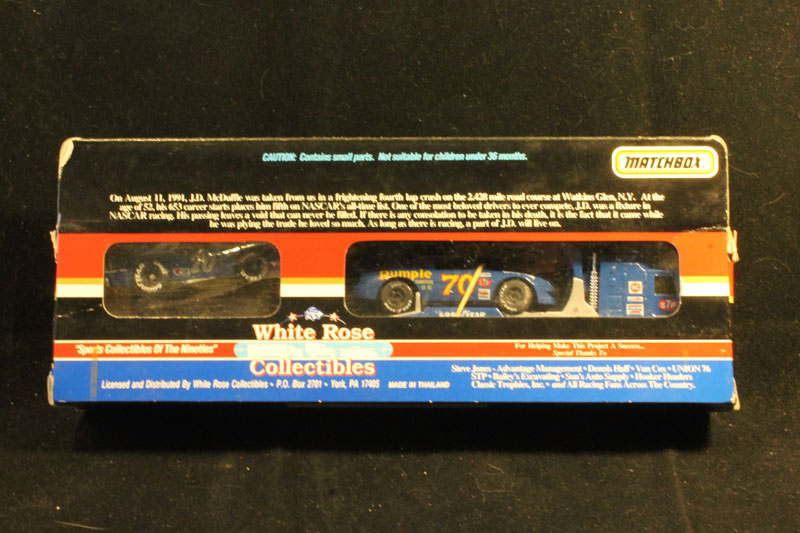 CAUTION: Contains small parts. Not suitable for children under 36 months.
MATCHBOX
On August 11, 1991, J.D. McDuffie was taken from us in a frightening fourth lap crash on the 2.428 mile road course at Watkins Glen, N.Y. At the
age of 52, his 653 career starts places him fifth on NASCAR's all-time list. One of the most beloved drivers to ever compete, J.D. was a fixture in
NASCAR racing. His passing leaves a void that can never be filled. If there is any consolation to be taken in his death, it is the fact that it came while
he was plying the trade he loved so much. As long as there is racing, a part of J.D. will live on.
Rumple
70
STP
GOODYEAR
White Rose
Collectibles
"Sports Collectibles Of The Nineties"
For Helping Make This Project A Success...
Special Thanks To
Steve Jones - Advantage Management • Dennis Huff • Van Cox • UNION 76
STP • Bailey's Excavating • Son's Auto Supply • Hooker Headers
Classic Trophies, Inc. • and All Racing Fans Across The Country.
Licensed and Distributed By White Rose Collectibles • P.O. Box 2701 • York, PA 17405
MADE IN THAILAND